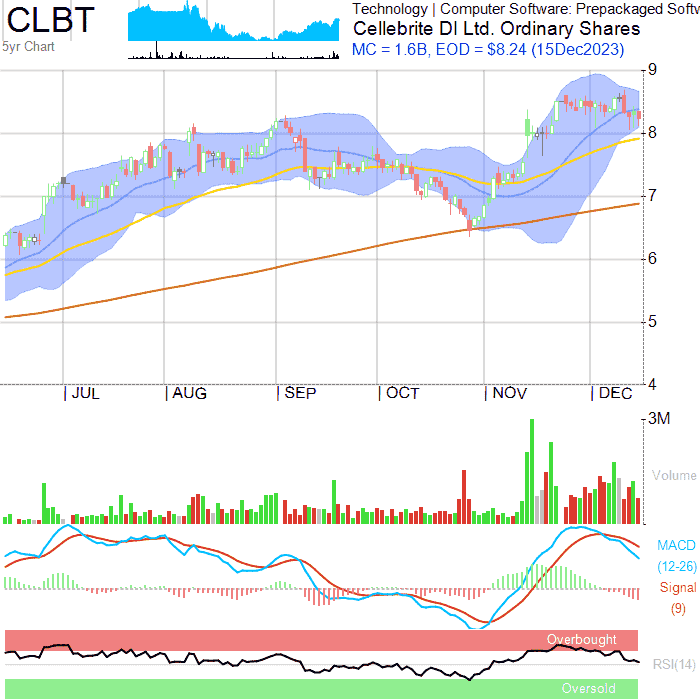 CLBT
5yr Chart
Technology | Computer Software: Prepackaged Softw
Cellebrite DI Ltd. Ordinary Shares
MC = 1.6B, EOD = $8.24 (15Dec2023)
9
8
7
6
5
4
JUL
AUG
SEP
OCT
NOV
DEC
3M
Volume
MACD
(12-26)
Signal
(9)
Overbought
RSI(14)
Oversold